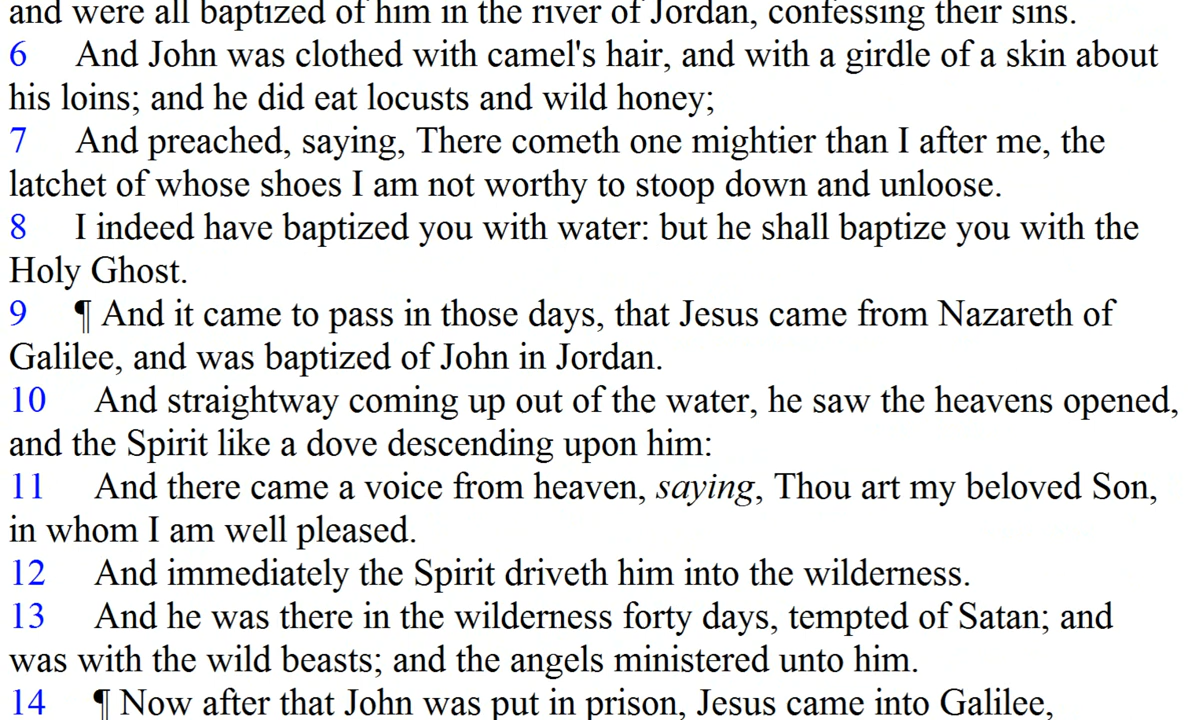 and were all baptized of him in the river of Jordan, confessing their sins.
6 And John was clothed with camel's hair, and with a girdle of a skin about
his loins; and he did eat locusts and wild honey;
7 And preached, saying, There cometh one mightier than I after me, the
latchet of whose shoes I am not worthy to stoop down and unloose.
8 I indeed have baptized you with water: but he shall baptize you with the
Holy Ghost.
9 ¶ And it came to pass in those days, that Jesus came from Nazareth of
Galilee, and was baptized of John in Jordan.
10 And straightway coming up out of the water, he saw the heavens opened,
and the Spirit like a dove descending upon him:
11 And there came a voice from heaven, saying, Thou art my beloved Son,
in whom I am well pleased.
12 And immediately the Spirit driveth him into the wilderness.
13 And he was there in the wilderness forty days, tempted of Satan; and
was with the wild beasts; and the angels ministered unto him.
14 ¶ Now after that John was put in prison, Jesus came into Galilee,